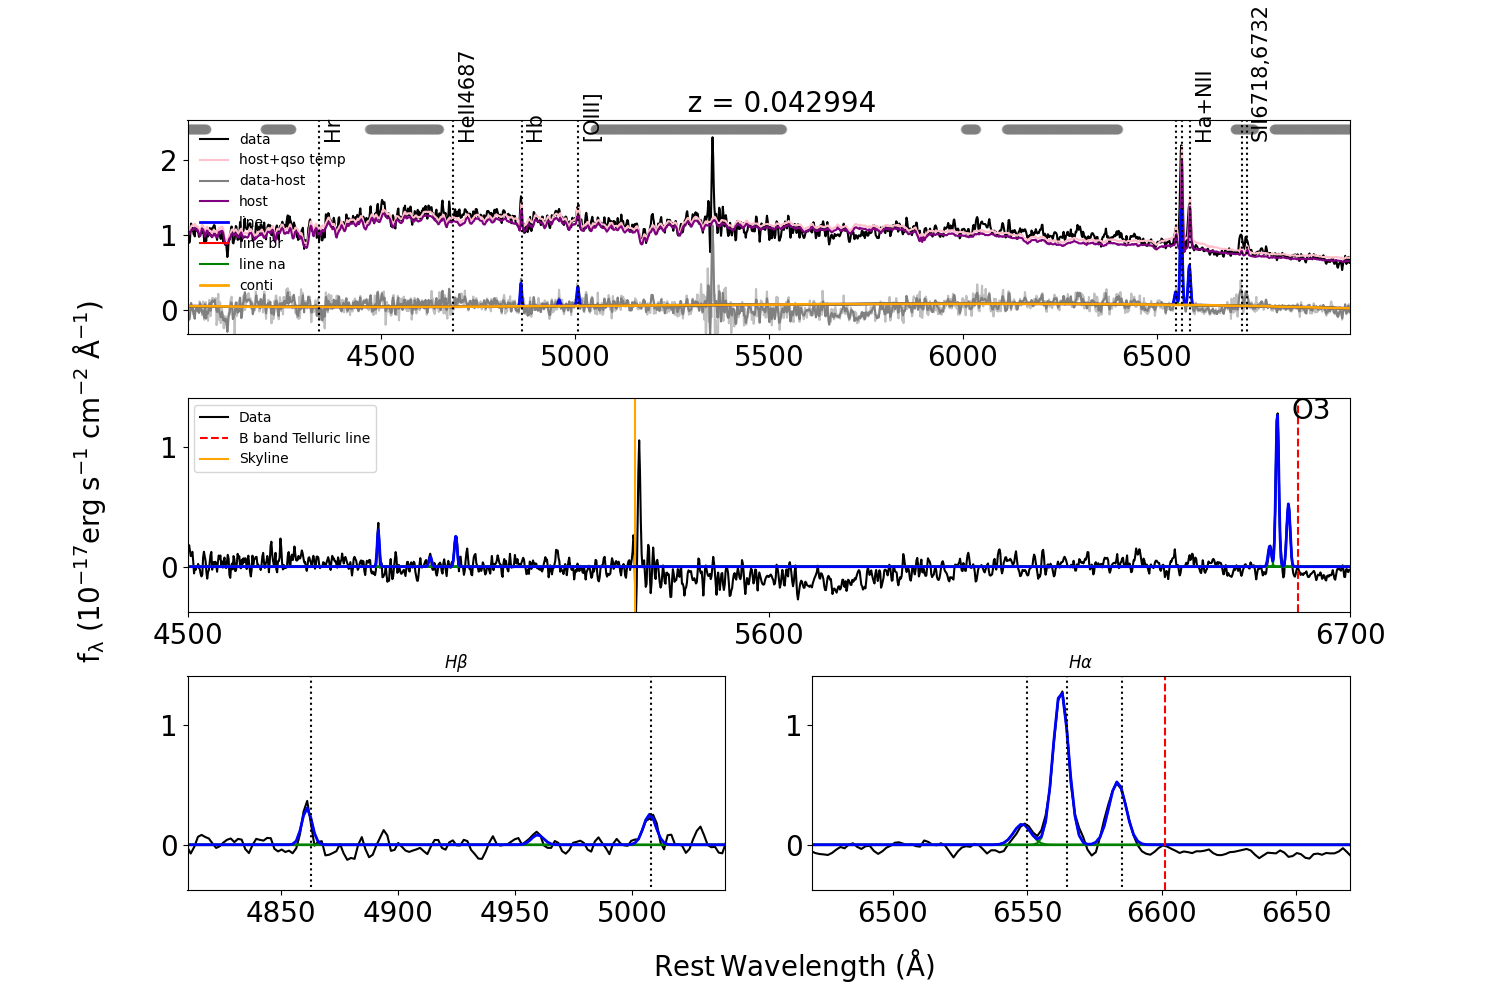 z = 0.042994
Hr
HeII4687
Hb
[OIII]
Ha+NII
SII6718,6732
data
host+qso temp
data-host
host
line
line br
line na
conti
2
1
0
4500 5000 5500 6000 6500
Data
B band Telluric line
Skyline
O3
1
0
4500 5600 6700
fλ (10−17erg s−1 cm−2 Å−1)
Hβ
1
0
4850 4900 4950 5000
Hα
1
0
6500 6550 6600 6650
Rest Wavelength (Å)